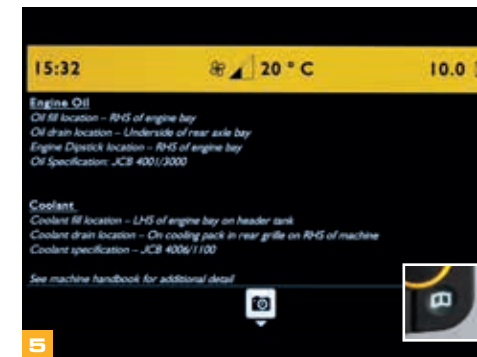 15:32 20 °C 10.0
Engine Oil
Oil fill location – RHS of engine bay
Oil drain location – Underside of rear axle bay
Engine Dipstick location – RHS of engine bay
Oil Specification: JCB 4001/3000
Coolant
Coolant fill location – LHS of engine bay on header tank
Coolant drain location – On cooling pack in rear grille on RHS of machine
Coolant specification – JCB 4006/1100
See machine handbook for additional detail
5